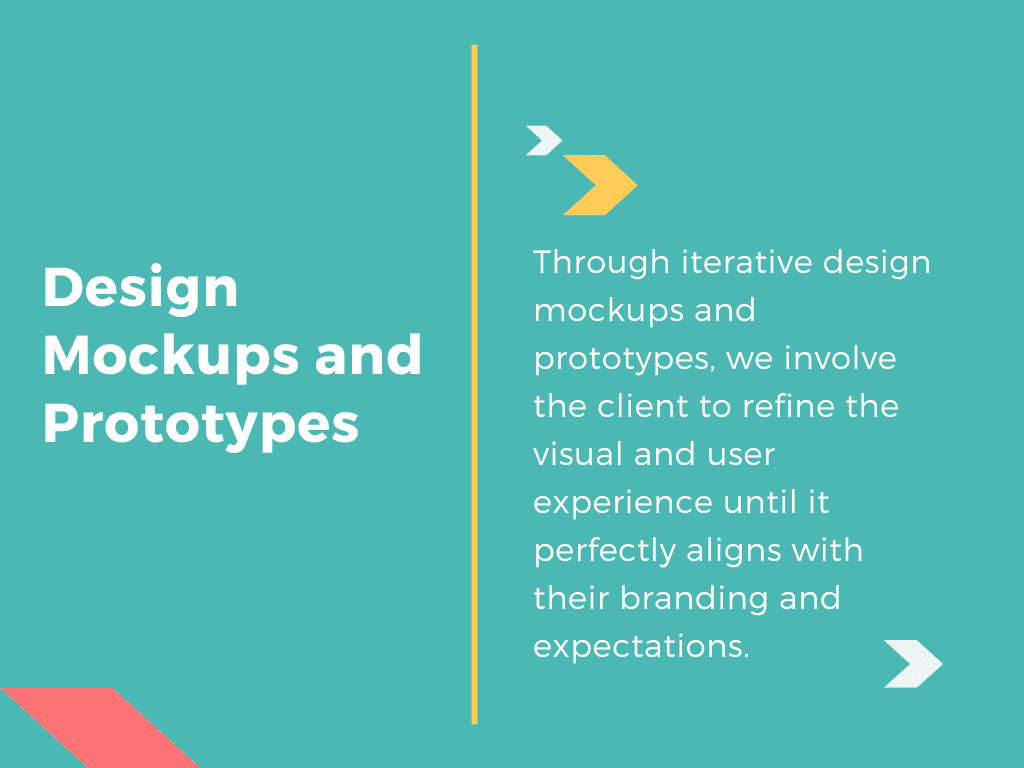 Design
Mockups and
Prototypes
Through iterative design
mockups and
prototypes, we involve
the client to refine the
visual and user
experience until it
perfectly aligns with
their branding and
expectations.